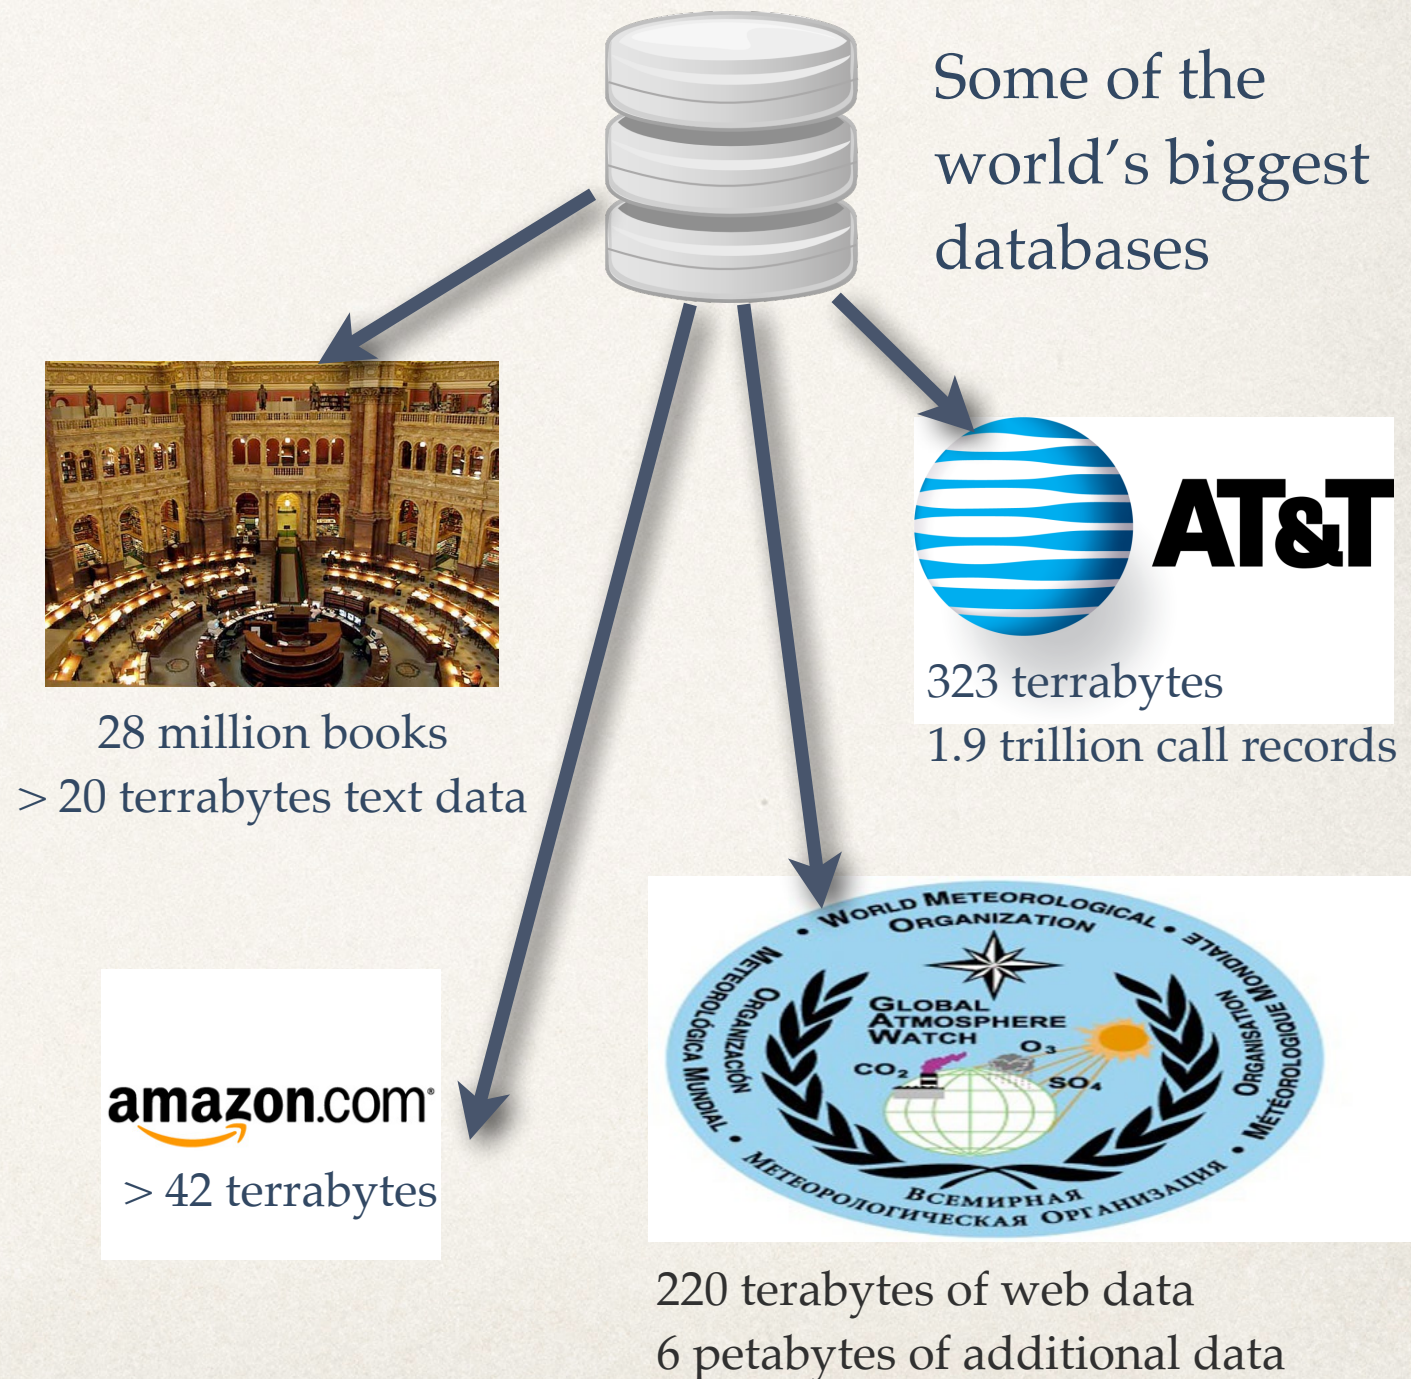 Some of the
world's biggest
databases
AT&T
323 terrabytes
1.9 trillion call records
28 million books
> 20 terrabytes text data
amazon.com
> 42 terrabytes
• WORLD METEOROLOGICAL •
ORGANIZATION
ORGANISATION
MÉTÉOROLOGIQUE MONDIALE
ORGANIZACIÓN
METEOROLÓGICA MUNDIAL
GLOBAL
ATMOSPHERE
WATCH
O₃
CO₂
SO₄
ВСЕМИРНАЯ
• МЕТЕОРОЛОГИЧЕСКАЯ ОРГАНИЗАЦИЯ •
220 terabytes of web data
6 petabytes of additional data